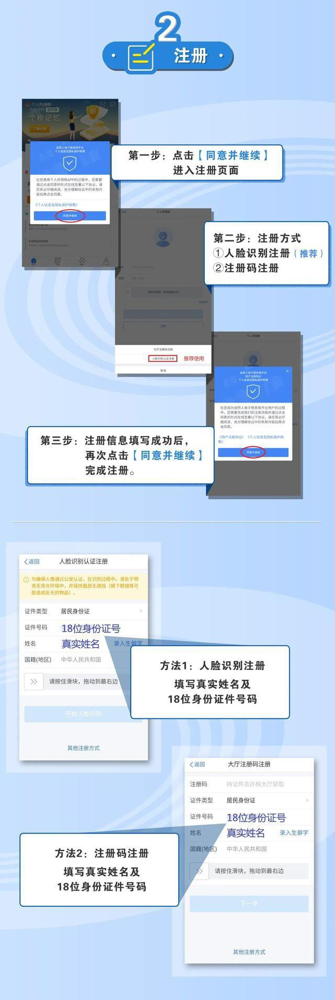 2
注册
个人所得税
开启你的2019
个税记忆
了解详情
自然人电子税务局平台
个人信息及隐私保护政策
在您使用个人所得税APP的过程中，您需要
通过点击同意的形式在线签署以下协议，请
您务必仔细阅读、充分理解协议中的条款内
容后再点击同意。
《个人信息及隐私保护政策》
同意并继续
第一步：点击【同意并继续】
进入注册页面
个人所得税
注册
大厅注册码注册
人脸识别认证注册
推荐使用
取消
第二步：注册方式
①人脸识别注册（推荐）
②注册码注册
个人所得税
自然人电子税务局平台
用户注册协议
个人信息及隐私保护政策
在您成为自然人电子税务局平台用户的过程
中，您需要完成我们的注册流程并通过点击
同意的形式在线签署以下协议，请您务必仔
细阅读、充分理解协议中的条款内容后再点
击同意。
《用户注册协议》《个人信息及隐私保护政
策》
同意并继续
第三步：注册信息填写成功后，
再次点击【同意并继续】
完成注册。
返回
人脸识别认证注册
为确保人像通过公安认证，在识别过程中，请处于明
亮无背光环境中，并保持面部无遮挡（摘下眼镜等可
能造成反光的物品）。
证件类型 居民身份证
证件号码 18位身份证号
姓名 真实姓名 录入生僻字
国籍(地区) 中华人民共和国
请按住滑块，拖动到最右边
开始人脸识别
其他注册方式
方法1：人脸识别注册
填写真实姓名及
18位身份证件号码
返回
大厅注册码注册
注册码 持证件去办税大厅获取
证件类型 居民身份证
证件号码 18位身份证号
姓名 真实姓名 录入生僻字
国籍(地区) 中华人民共和国
请按住滑块，拖动到最右边
下一步
其他注册方式
方法2：注册码注册
填写真实姓名及
18位身份证件号码